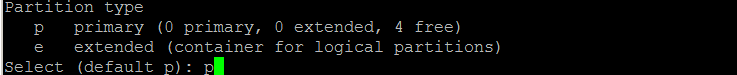 Partition type
   p   primary (0 primary, 0 extended, 4 free)
   e   extended (container for logical partitions)
Select (default p): p